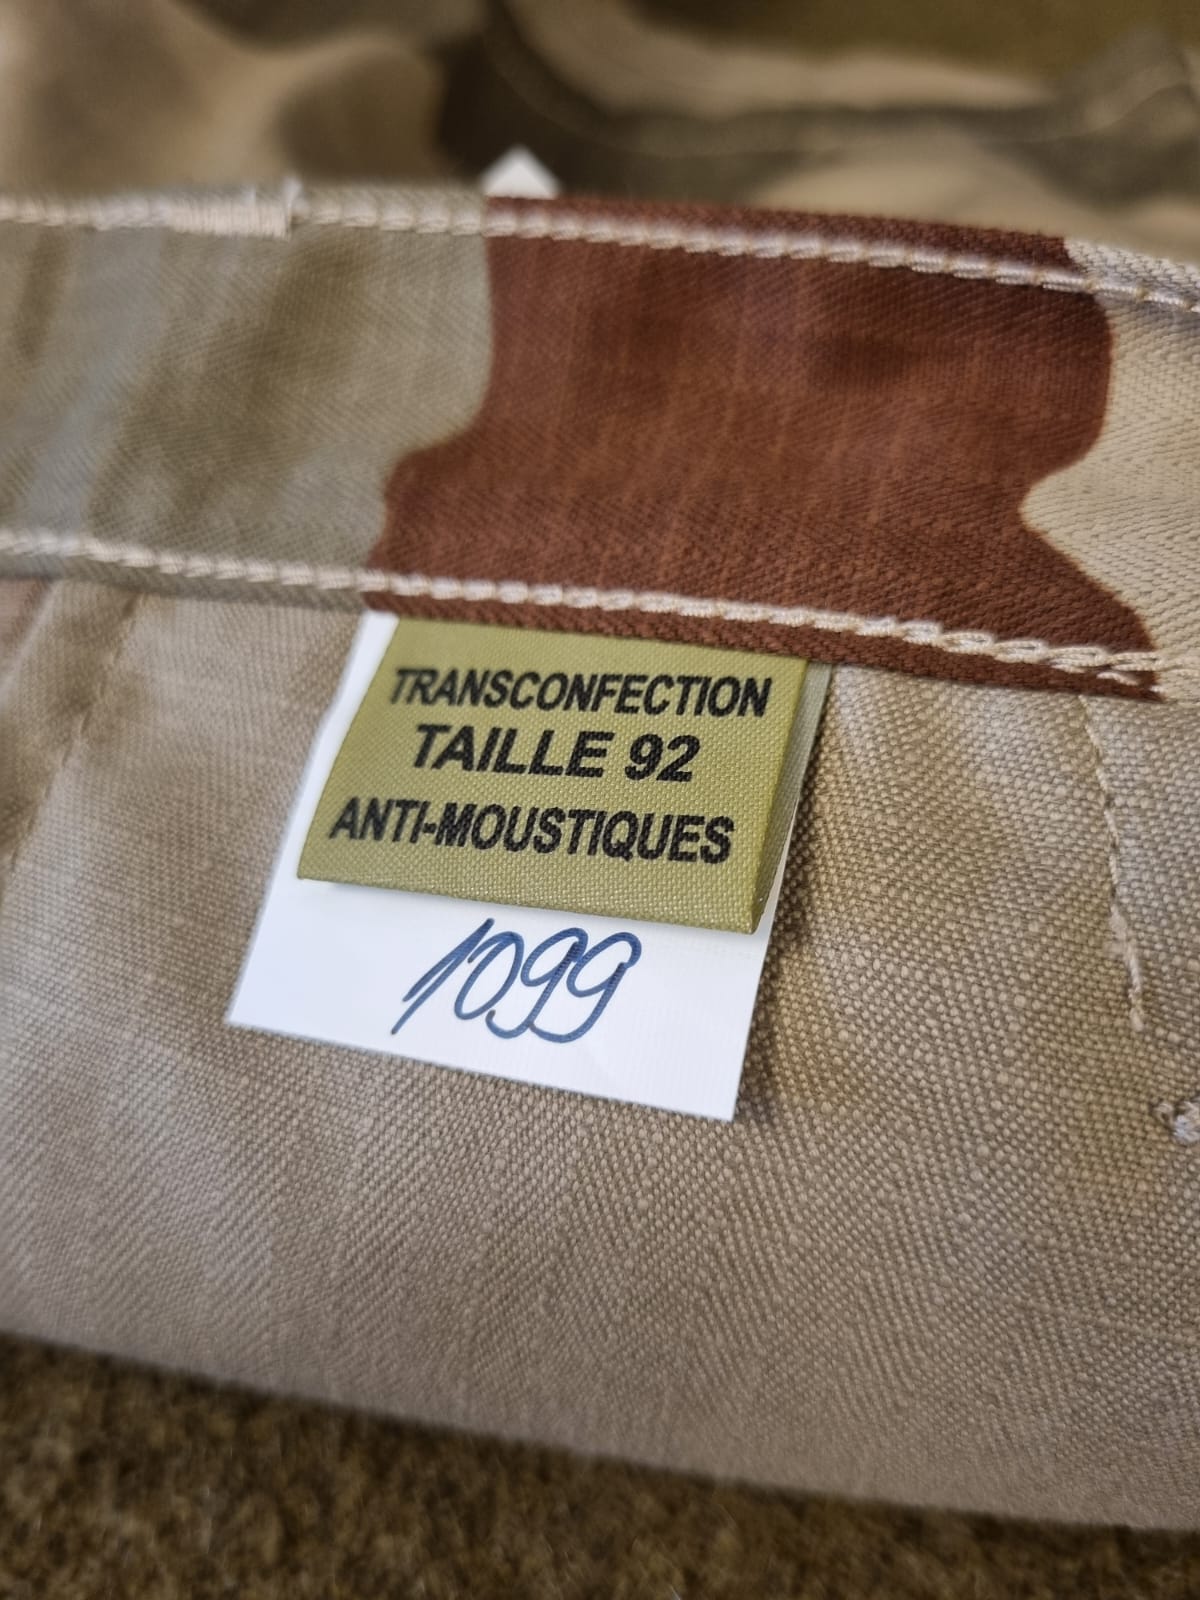 TRANSCONFECTION
TAILLE 92
ANTI-MOUSTIQUES
1099